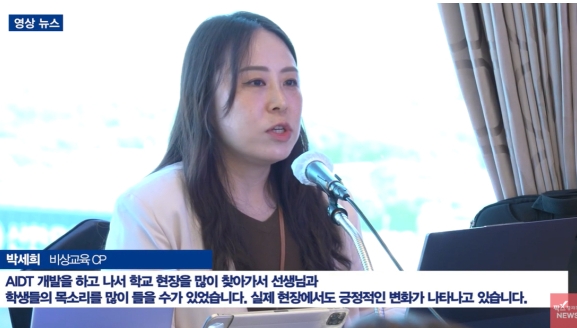 영상 뉴스
박세희 비상교육 CP
AIDT 개발을 하고 나서 학교 현장을 많이 찾아가서 선생님과
학생들의 목소리를 많이 들을 수가 있었습니다. 실제 현장에서도 긍정적인 변화가 나타나고 있습니다.
NEWS